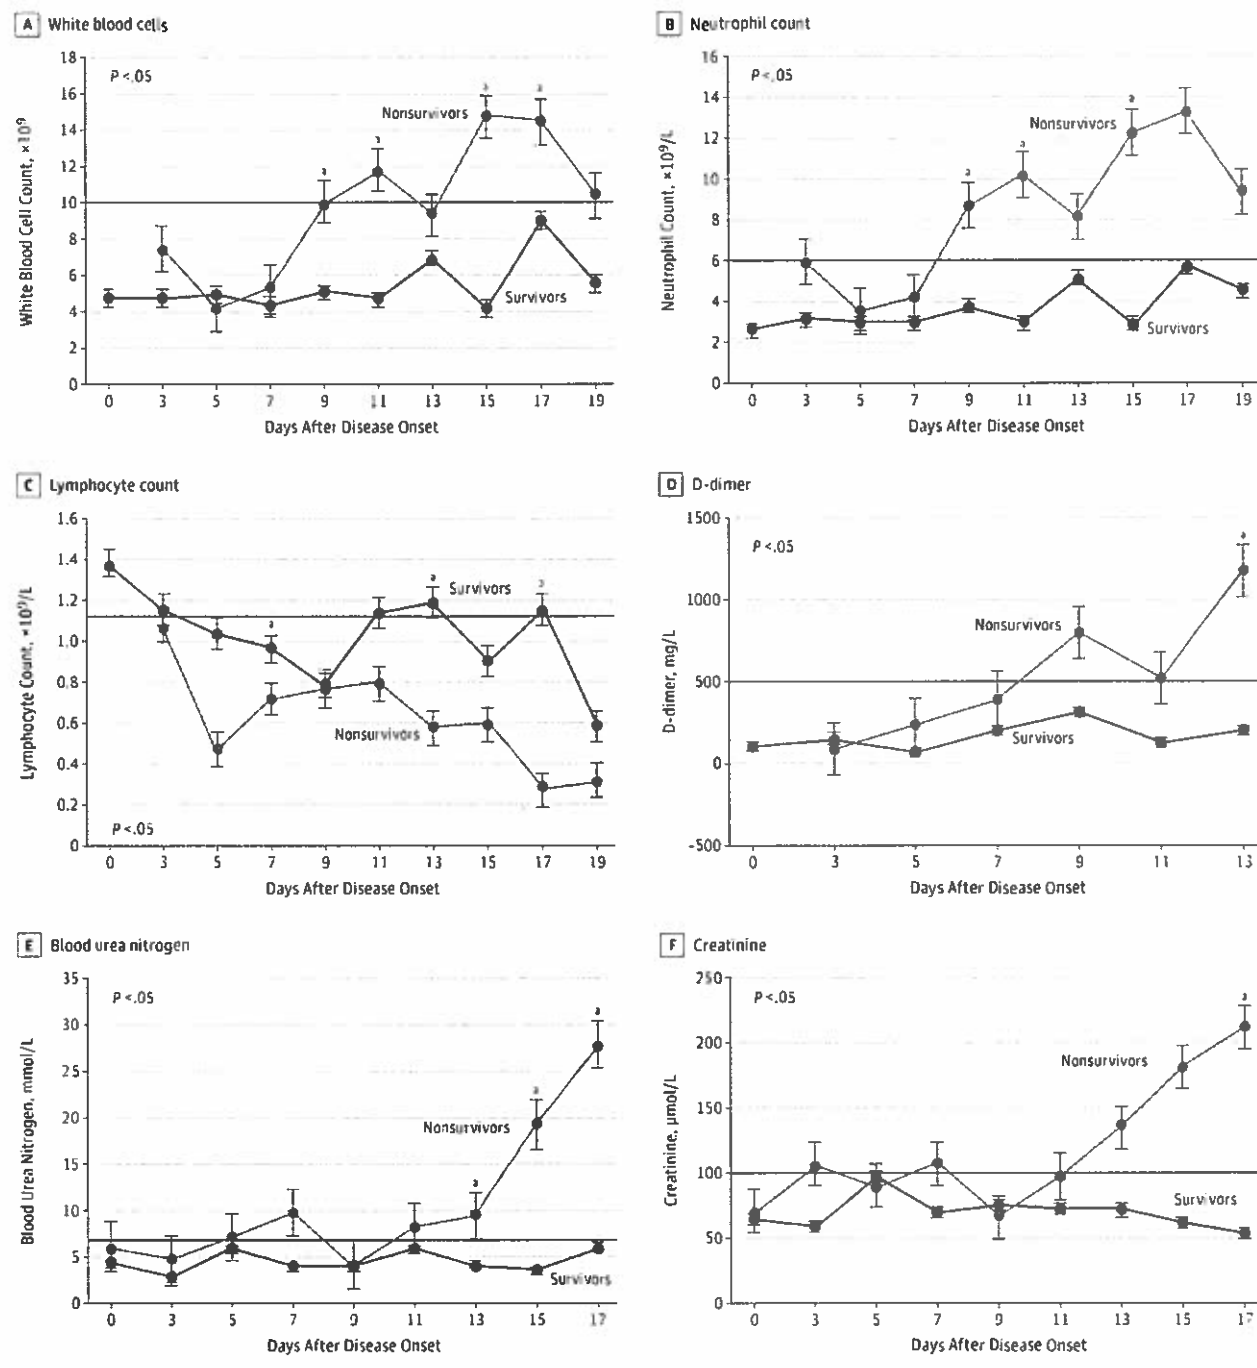 A White blood cells
P <.05
White Blood Cell Count, ×10⁹
18
16
14
12
10
8
6
4
2
0
Nonsurvivors
a
a
a
a
Survivors
0 3 5 7 9 11 13 15 17 19
Days After Disease Onset
B Neutrophil count
P <.05
Neutrophil Count, ×10⁹/L
16
14
12
10
8
6
4
2
0
Nonsurvivors
a
a
a
Survivors
0 3 5 7 9 11 13 15 17 19
Days After Disease Onset
C Lymphocyte count
Lymphocyte Count, ×10⁹/L
1.6
1.4
1.2
1.0
0.8
0.6
0.4
0.2
0
a
a
a
Survivors
Nonsurvivors
P <.05
0 3 5 7 9 11 13 15 17 19
Days After Disease Onset
D D-dimer
P <.05
D-dimer, mg/L
1500
1000
500
0
-500
a
Nonsurvivors
Survivors
0 3 5 7 9 11 13
Days After Disease Onset
E Blood urea nitrogen
P <.05
Blood Urea Nitrogen, mmol/L
35
30
25
20
15
10
5
0
a
a
a
Nonsurvivors
Survivors
0 3 5 7 9 11 13 15 17
Days After Disease Onset
F Creatinine
P <.05
Creatinine, µmol/L
250
200
150
100
50
0
a
Nonsurvivors
Survivors
0 3 5 7 9 11 13 15 17
Days After Disease Onset